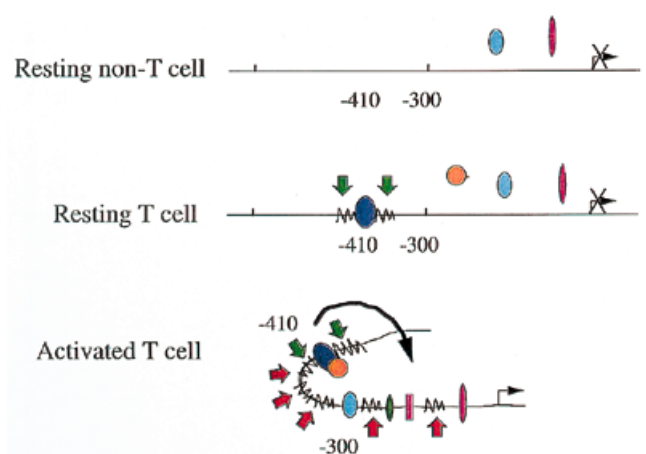 Resting non-T cell
-410 -300
Resting T cell
-410 -300
-410
Activated T cell
-300